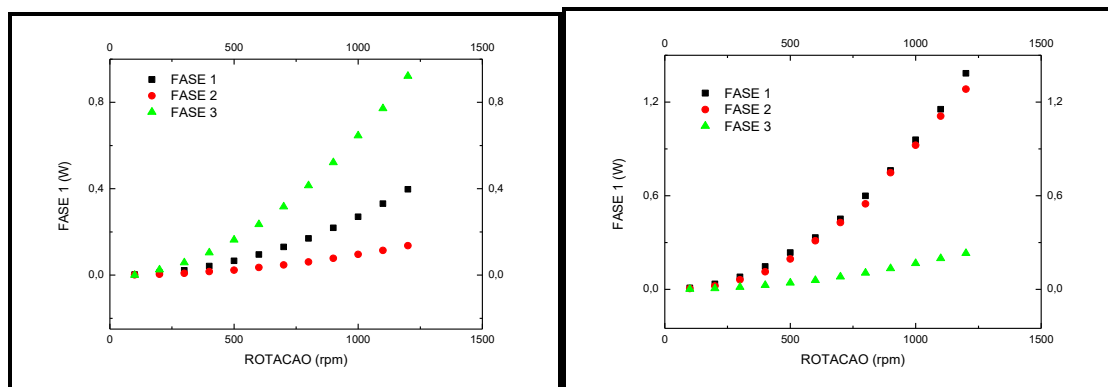 0 500 1000 1500
0,8 0,8
0,4 0,4
0,0 0,0
0 500 1000 1500
FASE 1
FASE 2
FASE 3
FASE 1 (W)
ROTACAO (rpm)
0 500 1000 1500
1,2 1,2
0,6 0,6
0,0 0,0
0 500 1000 1500
FASE 1
FASE 2
FASE 3
FASE 1 (W)
ROTACAO (rpm)